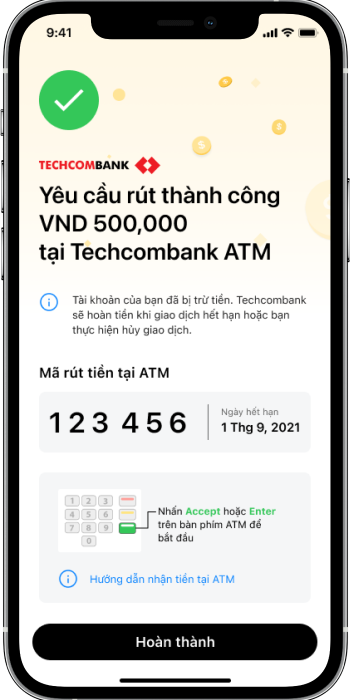 9:41
TECHCOMBANK
Yêu cầu rút thành công
VND 500,000
tại Techcombank ATM
Tài khoản của bạn đã bị trừ tiền. Techcombank
sẽ hoàn tiền khi giao dịch hết hạn hoặc bạn
thực hiện hủy giao dịch.
Mã rút tiền tại ATM
123 456
Ngày hết hạn
1 Thg 9, 2021
1 2 3
4 5 6
7 8 9
0
Nhấn Accept hoặc Enter
trên bàn phím ATM để
bắt đầu
Hướng dẫn nhận tiền tại ATM
Hoàn thành